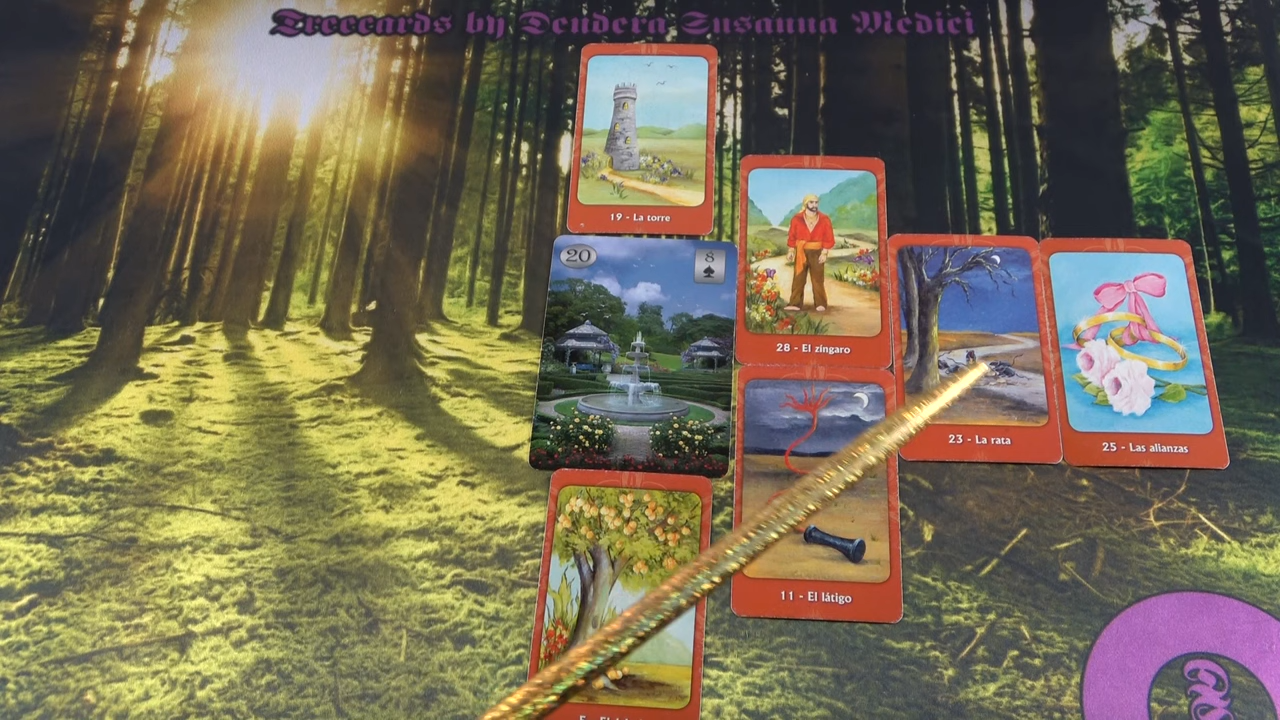 Treecards by Dendera Susanna Medici
19 - La torre
20
8
28 - El zíngaro
23 - La rata
25 - Las alianzas
11 - El látigo